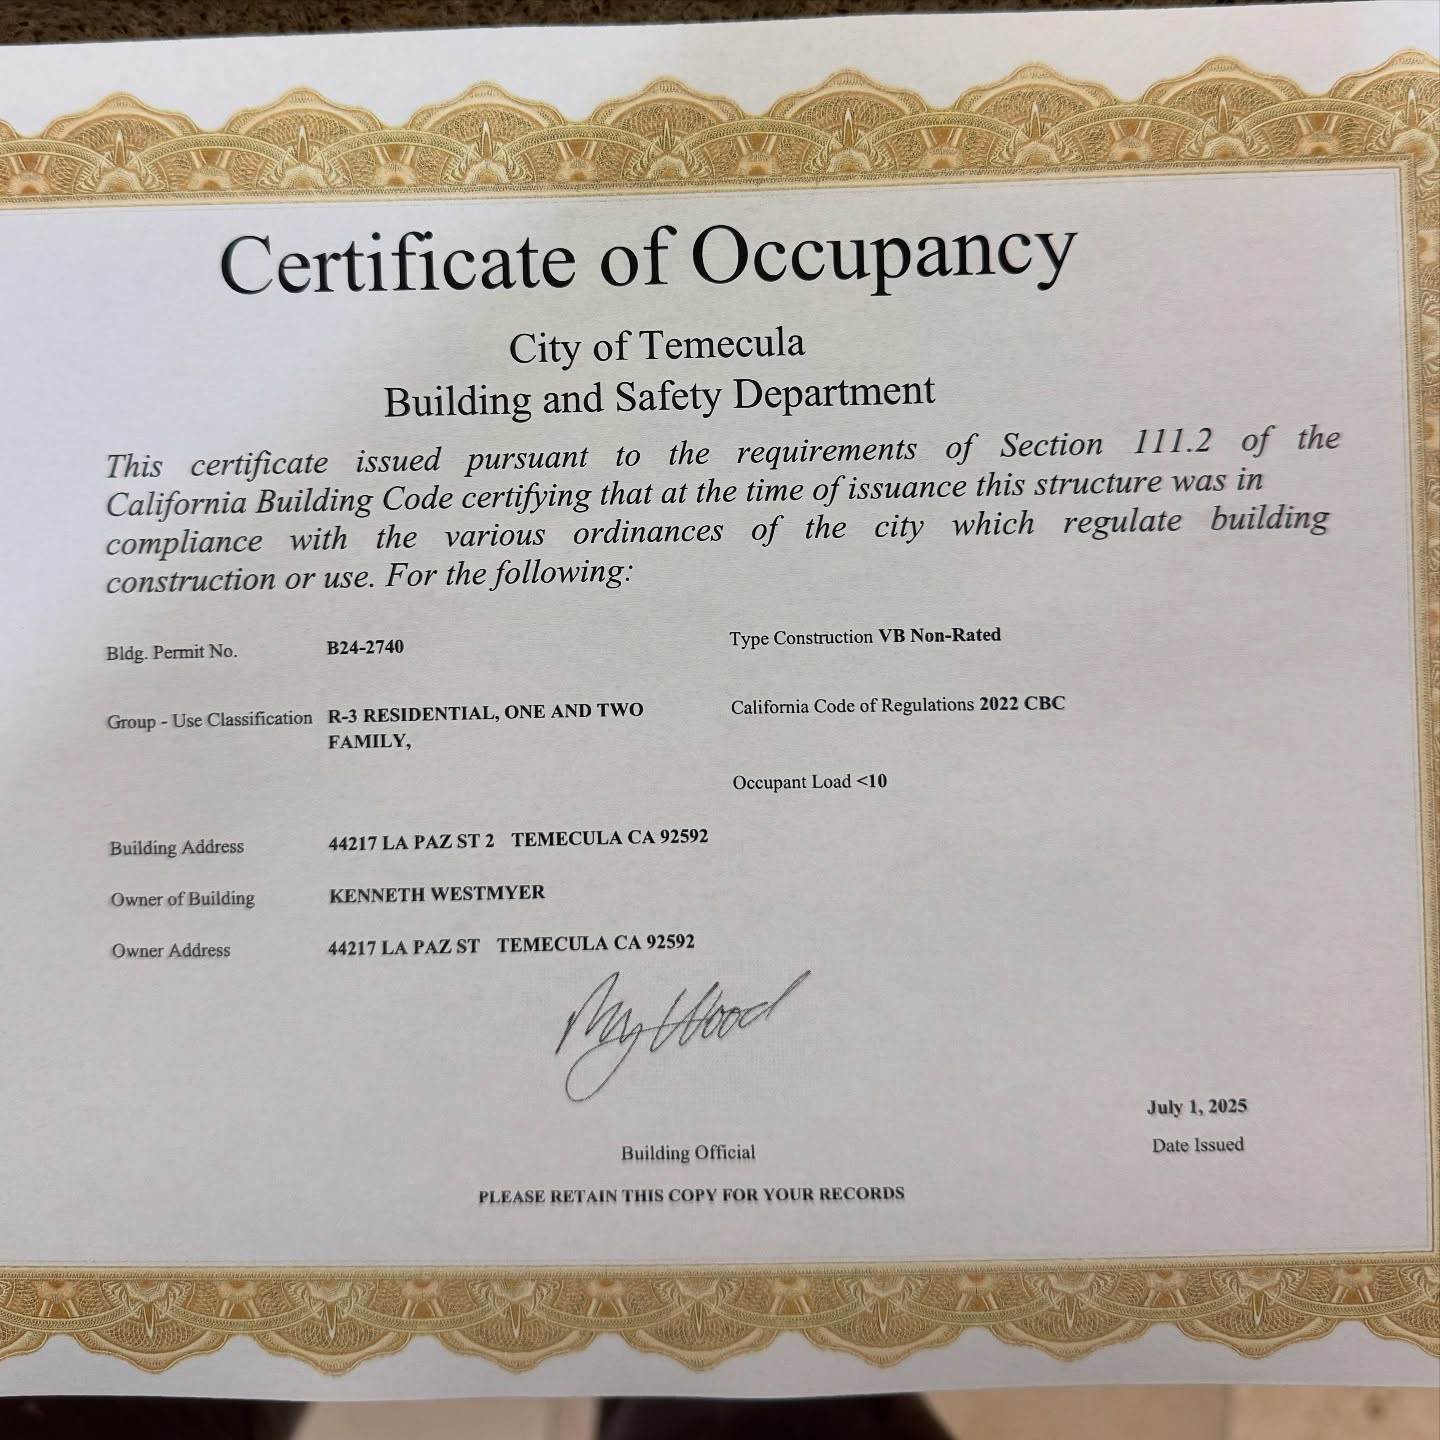 Certificate of Occupancy
City of Temecula
Building and Safety Department
This certificate issued pursuant to the requirements of Section 111.2 of the
California Building Code certifying that at the time of issuance this structure was in
compliance with the various ordinances of the city which regulate building
construction or use. For the following:
Bldg. Permit No. B24-2740
Type Construction VB Non-Rated
Group - Use Classification R-3 RESIDENTIAL, ONE AND TWO
FAMILY,
California Code of Regulations 2022 CBC
Occupant Load <10
Building Address 44217 LA PAZ ST 2 TEMECULA CA 92592
Owner of Building KENNETH WESTMYER
Owner Address 44217 LA PAZ ST TEMECULA CA 92592
July 1, 2025
Date Issued
Building Official
PLEASE RETAIN THIS COPY FOR YOUR RECORDS